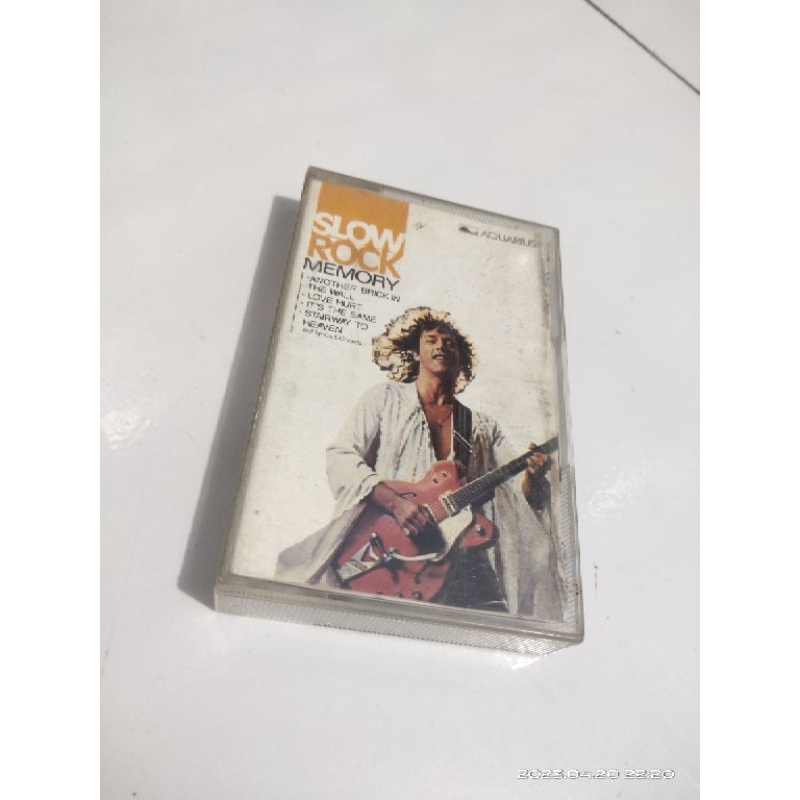 SLOW
ROCK
MEMORY
AQUARIUS
• ANOTHER BRICK IN
THE WALL
• LOVE HURT
• IT'S THE SAME
• STAIRWAY TO
HEAVEN
2023.04.20 22:20